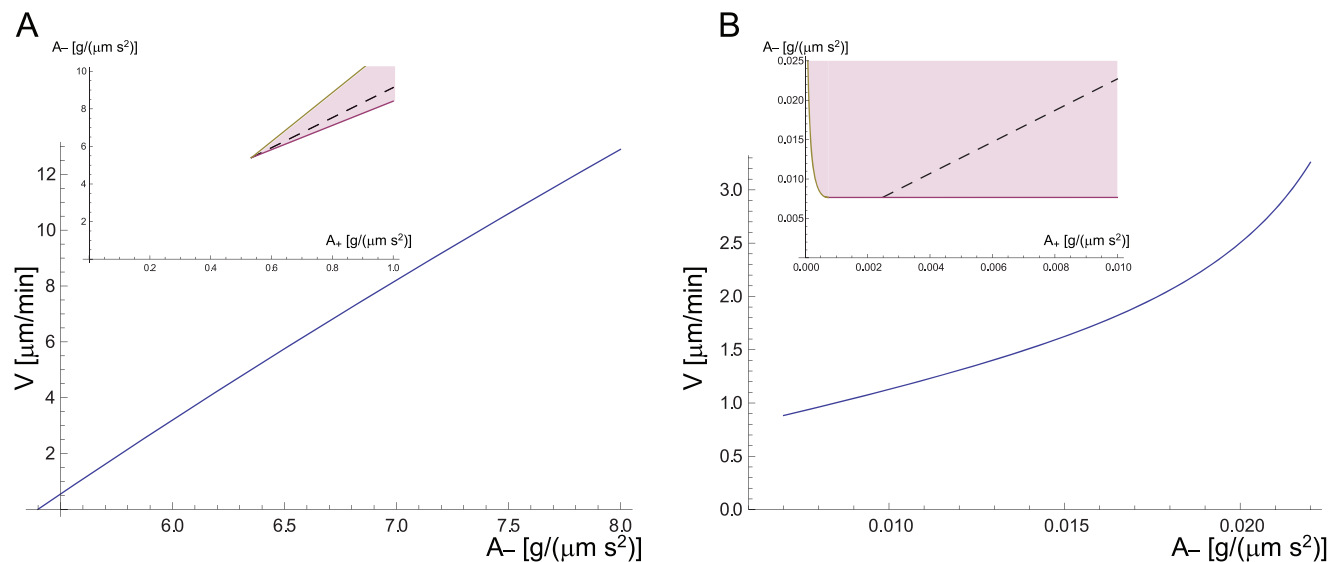 A
A– [g/(μm s²)]
10
8
6
4
2
0.2 0.4 0.6 0.8 1.0
A₊ [g/(μm s²)]
12
10
8
6
4
2
V [μm/min]
6.0 6.5 7.0 7.5 8.0
A– [g/(μm s²)]
B
A– [g/(μm s²)]
0.025
0.020
0.015
0.010
0.005
A₊ [g/(μm s²)]
0.000 0.002 0.004 0.006 0.008 0.010
3.0
2.5
2.0
1.5
1.0
0.5
0.0
V [μm/min]
0.010 0.015 0.020
A– [g/(μm s²)]